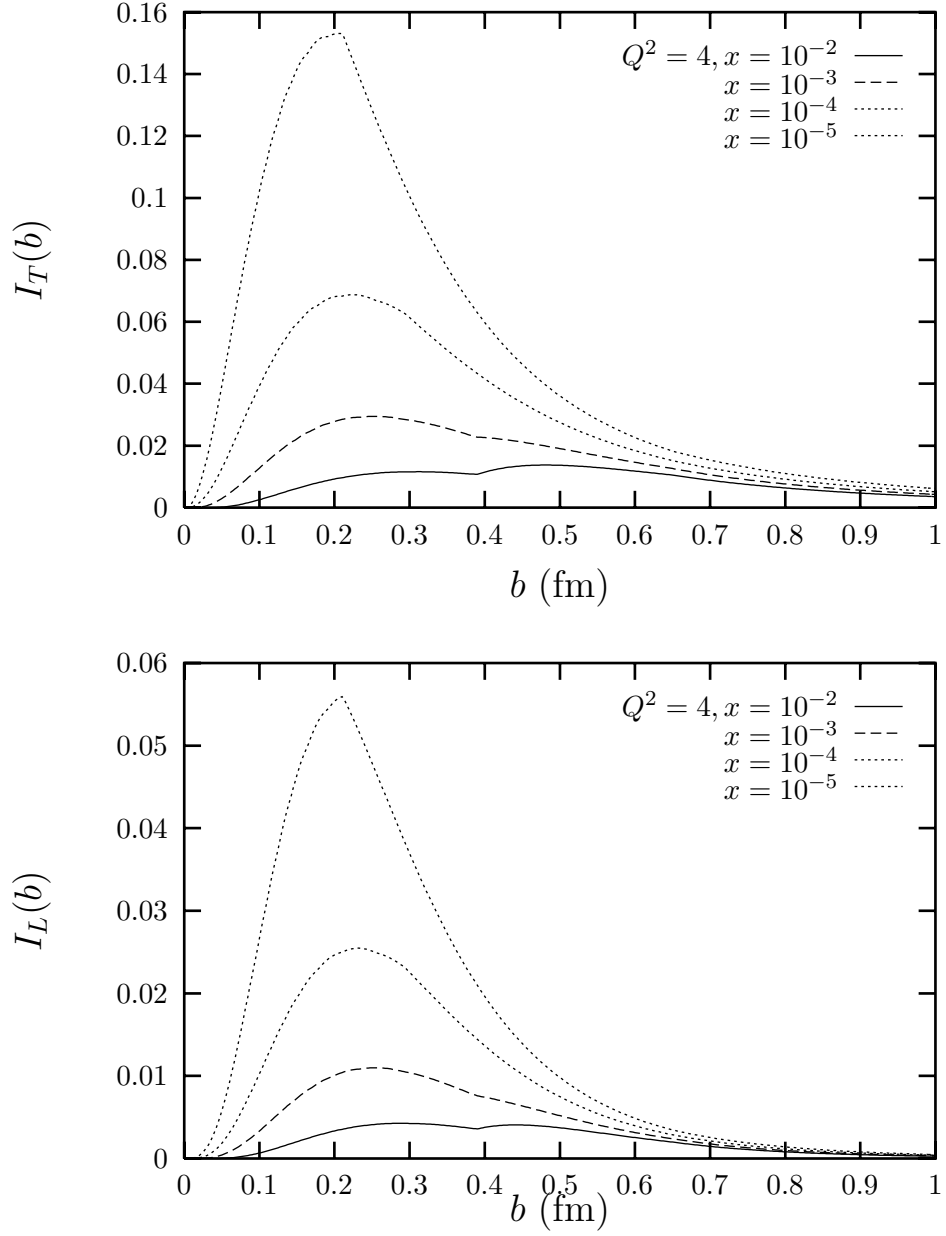 0.16
0.14
0.12
0.1
0.08
0.06
0.04
0.02
0
I_T(b)
Q^2 = 4, x = 10^{-2}
x = 10^{-3}
x = 10^{-4}
x = 10^{-5}
0 0.1 0.2 0.3 0.4 0.5 0.6 0.7 0.8 0.9 1
b (fm)
0.06
0.05
0.04
0.03
0.02
0.01
0
I_L(b)
Q^2 = 4, x = 10^{-2}
x = 10^{-3}
x = 10^{-4}
x = 10^{-5}
0 0.1 0.2 0.3 0.4 0.5 0.6 0.7 0.8 0.9 1
b (fm)